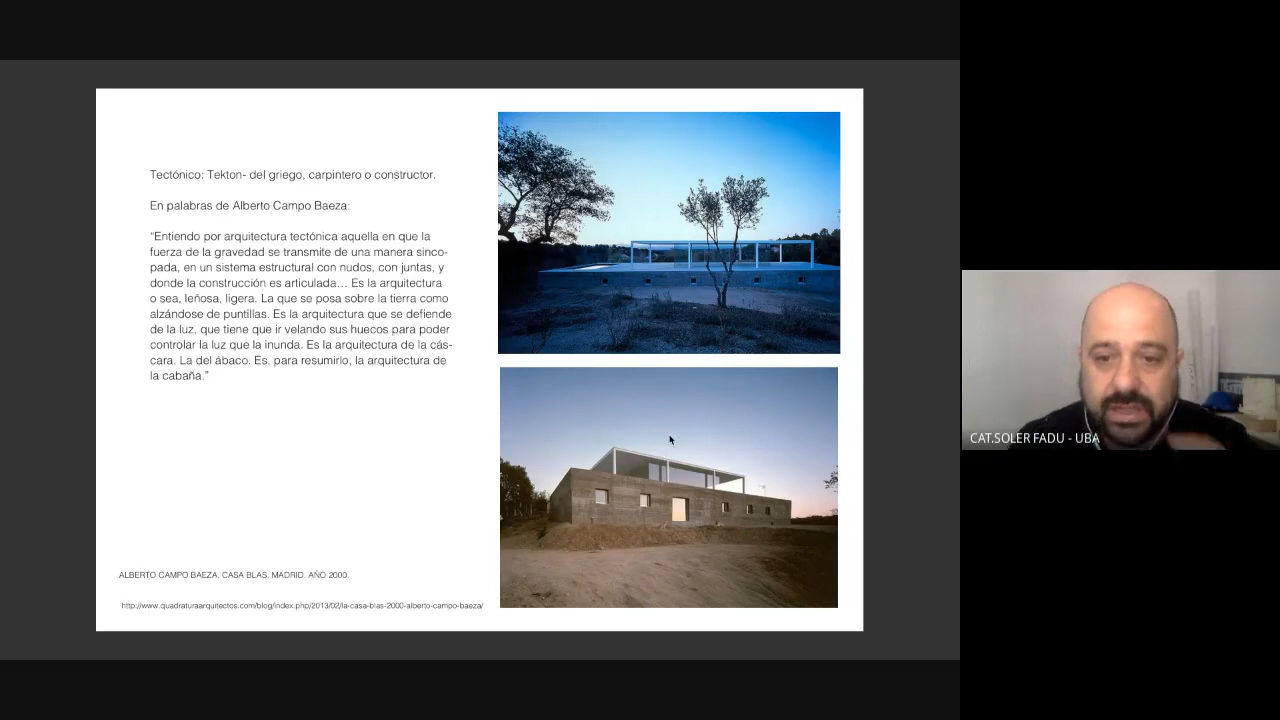 Tectónico: Tekton- del griego, carpintero o constructor.
En palabras de Alberto Campo Baeza:
“Entiendo por arquitectura tectónica aquella en que la
fuerza de la gravedad se transmite de una manera sinco-
pada, en un sistema estructural con nudos, con juntas, y
donde la construcción es articulada… Es la arquitectura
o sea, leñosa, ligera. La que se posa sobre la tierra como
alzándose de puntillas. Es la arquitectura que se defiende
de la luz, que tiene que ir velando sus huecos para poder
controlar la luz que la inunda. Es la arquitectura de la cás-
cara. La del ábaco. Es, para resumirlo, la arquitectura de
la cabaña.”
ALBERTO CAMPO BAEZA. CASA BLAS. MADRID. AÑO 2000.
http://www.quadraturaarquitectos.com/blog/index.php/2013/02/la-casa-blas-2000-alberto-campo-baeza/
CAT.SOLER FADU - UBA